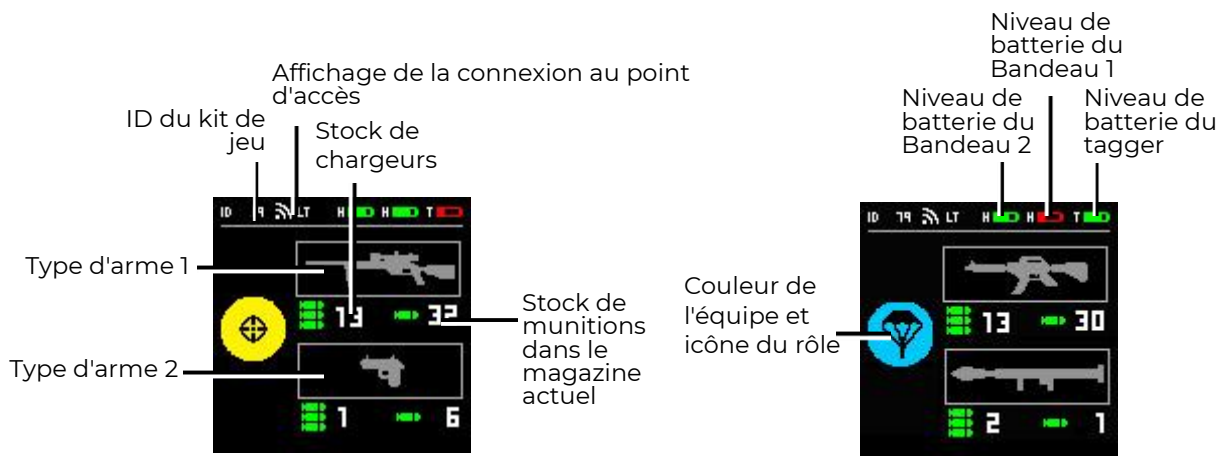 Niveau de
batterie du
Bandeau 1
Affichage de la connexion au point
d'accès
Niveau de
batterie du
Bandeau 2
Niveau de
batterie du
tagger
ID du kit de
jeu
Stock de
chargeurs
ID 9 LT H H T
Type d'arme 1
13 32
Stock de
munitions
dans le
magazine
actuel
Type d'arme 2
1 6
ID 79 LT H H T
Couleur de
l'équipe et
icône du rôle
13 30
2 1